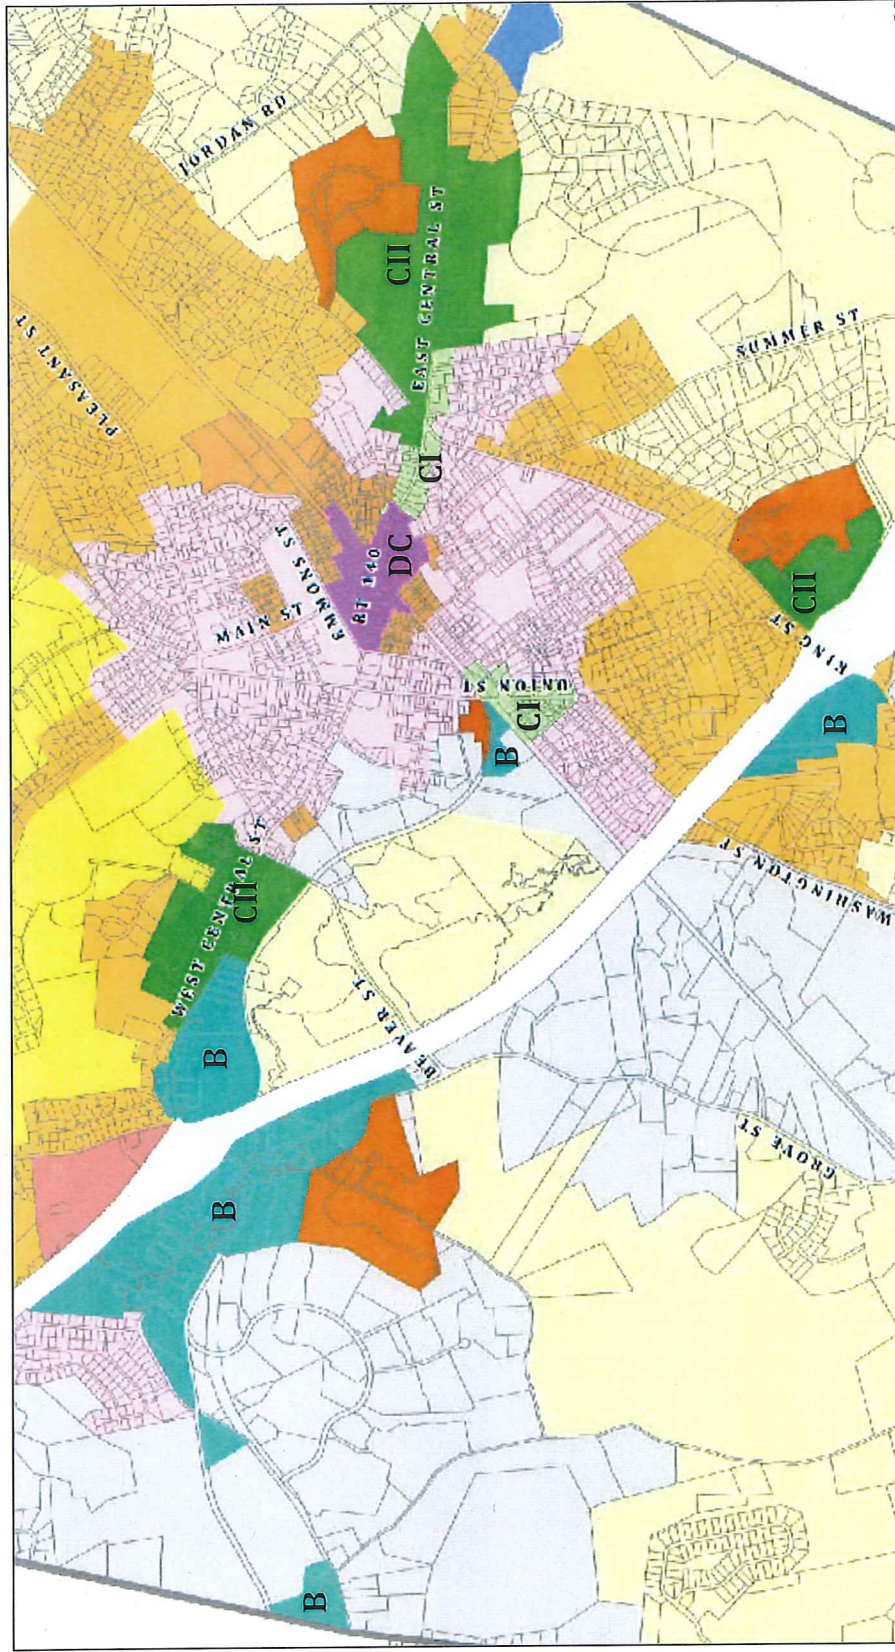 PLEASANT ST
JORDAN RD
CII
EAST CENTRAL ST
CI
EMMONS ST
MAIN ST
RT 140
DC
SUMMER ST
UNION ST
CI
B
CII
KING ST
B
WEST CENTRAL ST
CII
B
BEAVER ST
WASHINGTON ST
B
GROVE ST
B